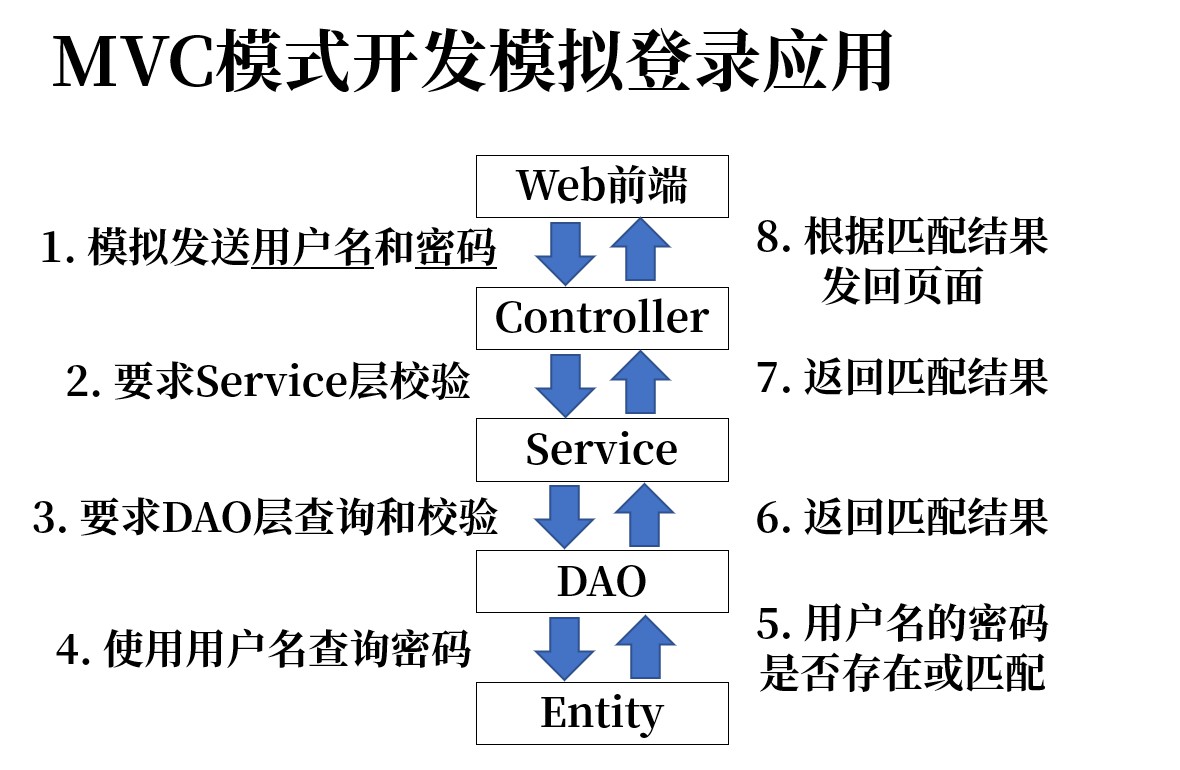 MVC模式开发模拟登录应用
Web前端
1. 模拟发送用户名和密码
8. 根据匹配结果
发回页面
Controller
2. 要求Service层校验
7. 返回匹配结果
Service
3. 要求DAO层查询和校验
6. 返回匹配结果
DAO
4. 使用用户名查询密码
5. 用户名的密码
是否存在或匹配
Entity